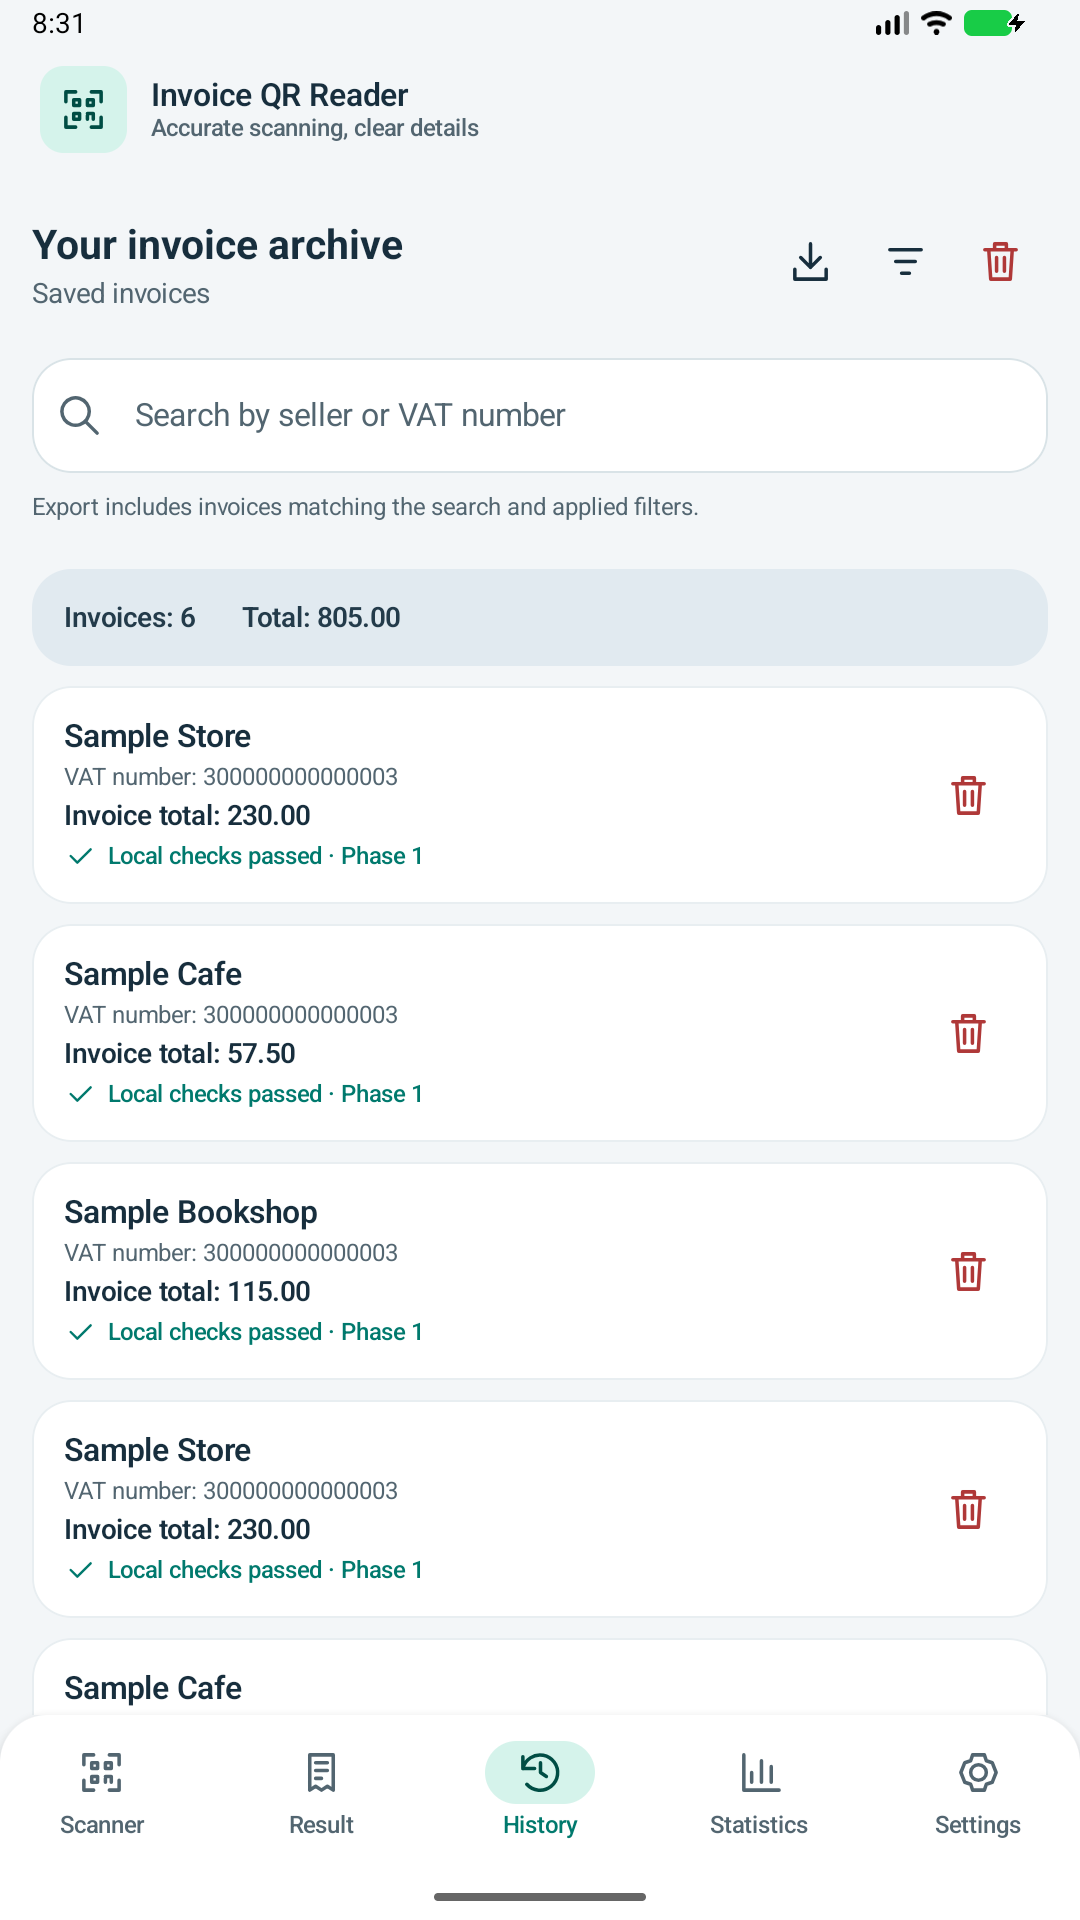 8:31
Invoice QR Reader
Accurate scanning, clear details
Your invoice archive
Saved invoices
Search by seller or VAT number
Export includes invoices matching the search and applied filters.
Invoices: 6 Total: 805.00
Sample Store
VAT number: 300000000000003
Invoice total: 230.00
Local checks passed · Phase 1
Sample Cafe
VAT number: 300000000000003
Invoice total: 57.50
Local checks passed · Phase 1
Sample Bookshop
VAT number: 300000000000003
Invoice total: 115.00
Local checks passed · Phase 1
Sample Store
VAT number: 300000000000003
Invoice total: 230.00
Local checks passed · Phase 1
Sample Cafe
Scanner Result History Statistics Settings